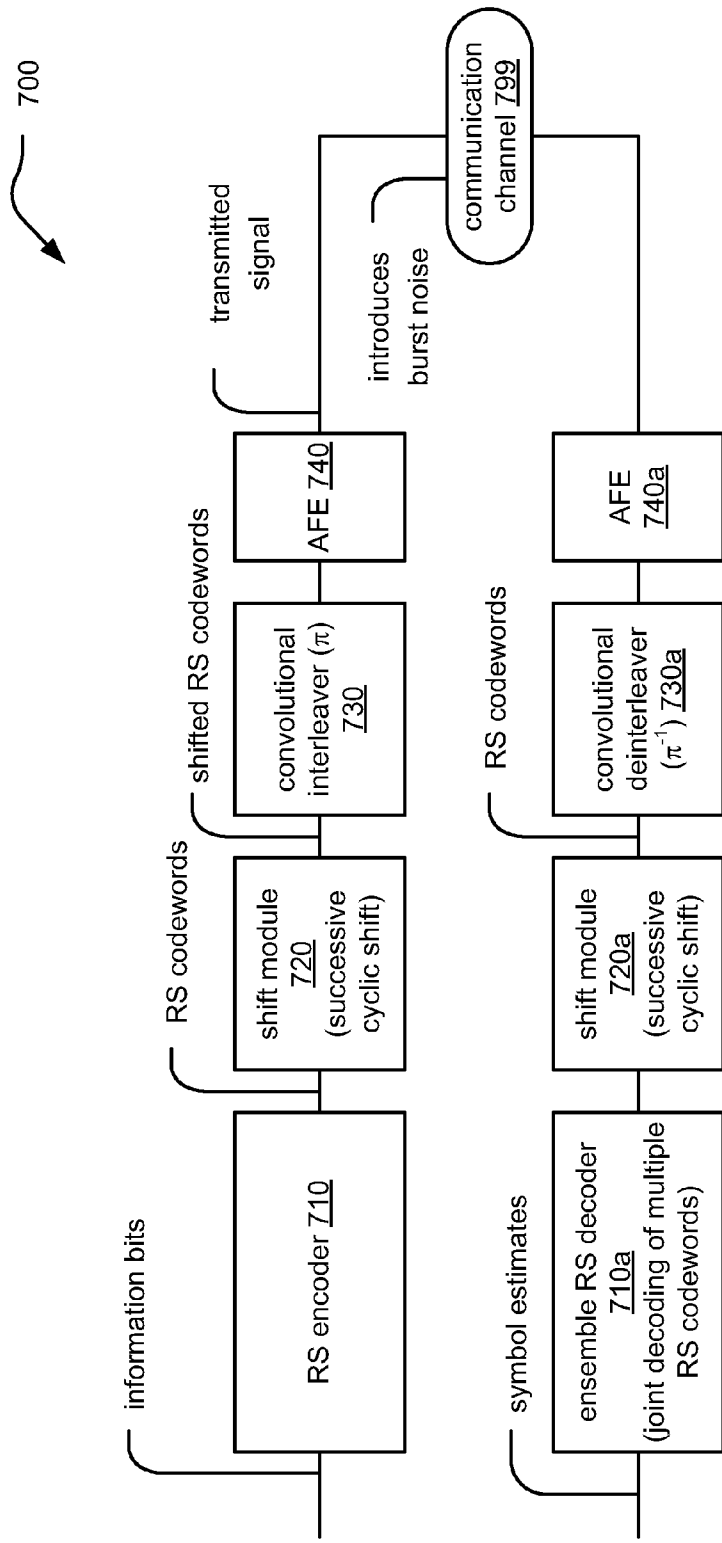 700
information bits
RS codewords
shifted RS codewords
transmitted
signal
RS encoder 710
shift module
720
(successive
cyclic shift)
convolutional
interleaver (π)
730
AFE 740
introduces
burst noise
communication
channel 799
symbol estimates
RS codewords
ensemble RS decoder
710a
(joint decoding of multiple
RS codewords)
shift module
720a
(successive
cyclic shift)
convolutional
deinterleaver
(π-1) 730a
AFE
740a